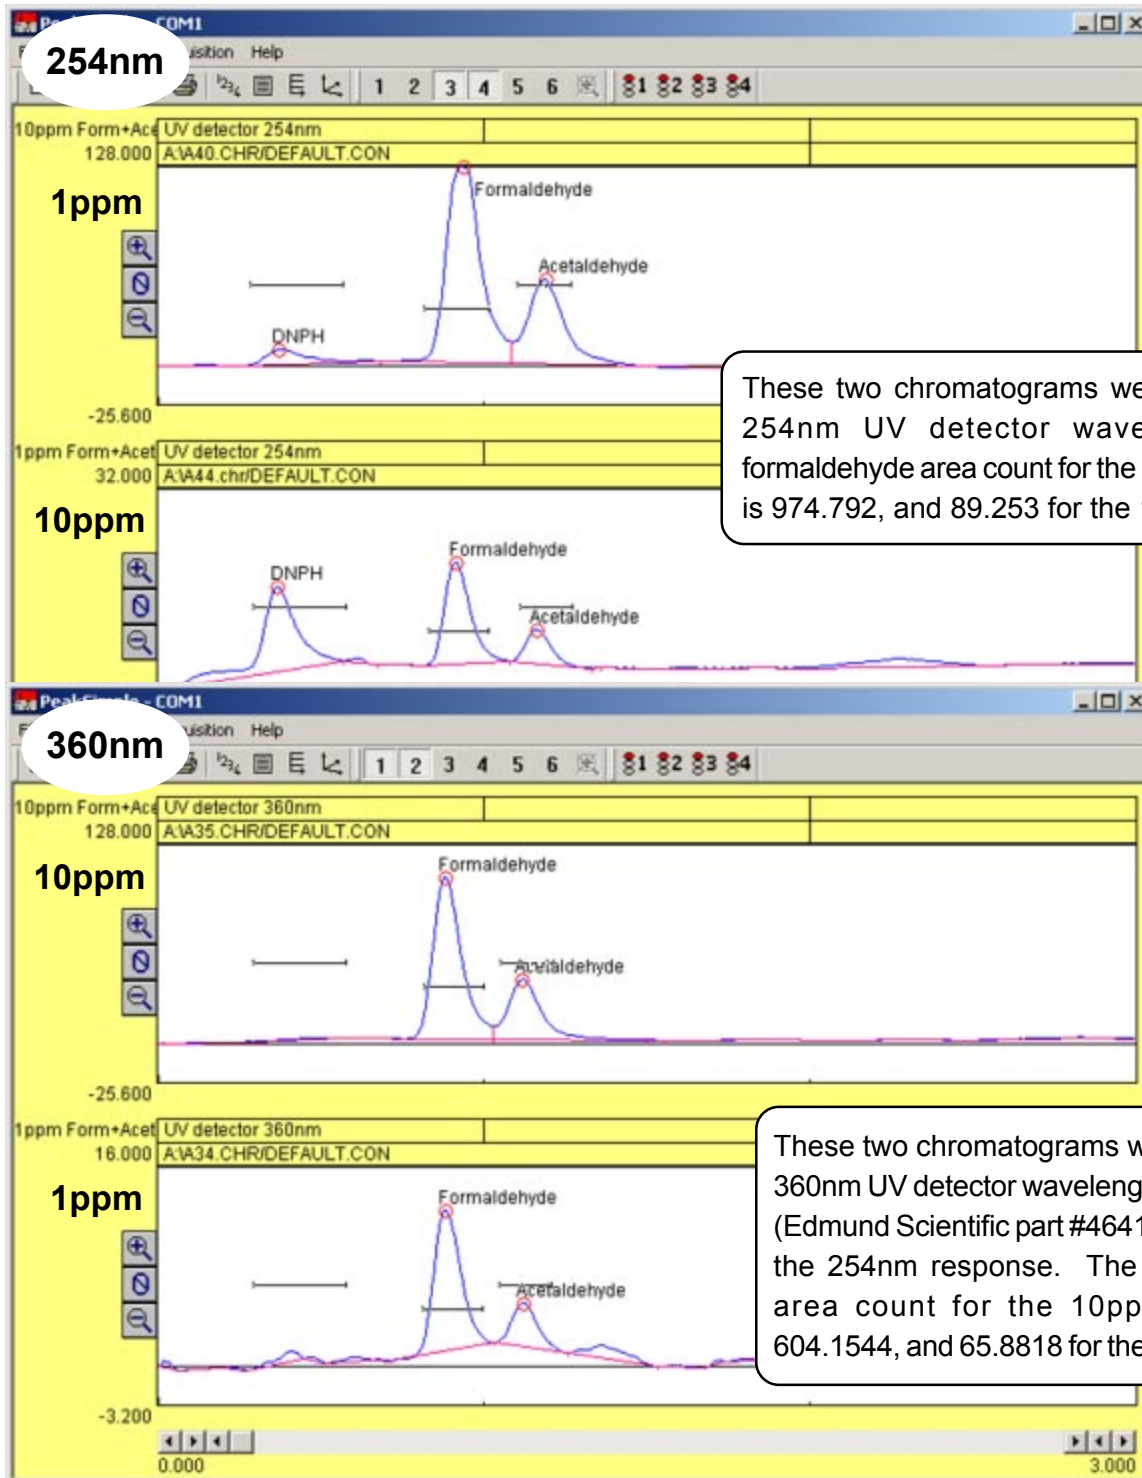 COM1
254nm
isition Help
1 2 3 4 5 6 1 2 3 4
10ppm Form+Ace UV detector 254nm
128.000 A:\A40.CHR/DEFAULT.CON
1ppm
Formaldehyde
Acetaldehyde
DNPH
-25.600
These two chromatograms we
254nm UV detector wave
formaldehyde area count for the
is 974.792, and 89.253 for the
1ppm Form+Acet UV detector 254nm
32.000 A:\A44.chr/DEFAULT.CON
10ppm
Formaldehyde
DNPH
Acetaldehyde
PeakSimple - COM1
360nm
uisition Help
1 2 3 4 5 6 1 2 3 4
10ppm Form+Ace UV detector 360nm
128.000 A:\A35.CHR/DEFAULT.CON
10ppm
Formaldehyde
Acetaldehyde
-25.600
1ppm Form+Acet UV detector 360nm
16.000 A:\A34.CHR/DEFAULT.CON
1ppm
Formaldehyde
Acetaldehyde
These two chromatograms w
360nm UV detector waveleng
(Edmund Scientific part #4641
the 254nm response. The
area count for the 10pp
604.1544, and 65.8818 for the
-3.200
0.000 3.000